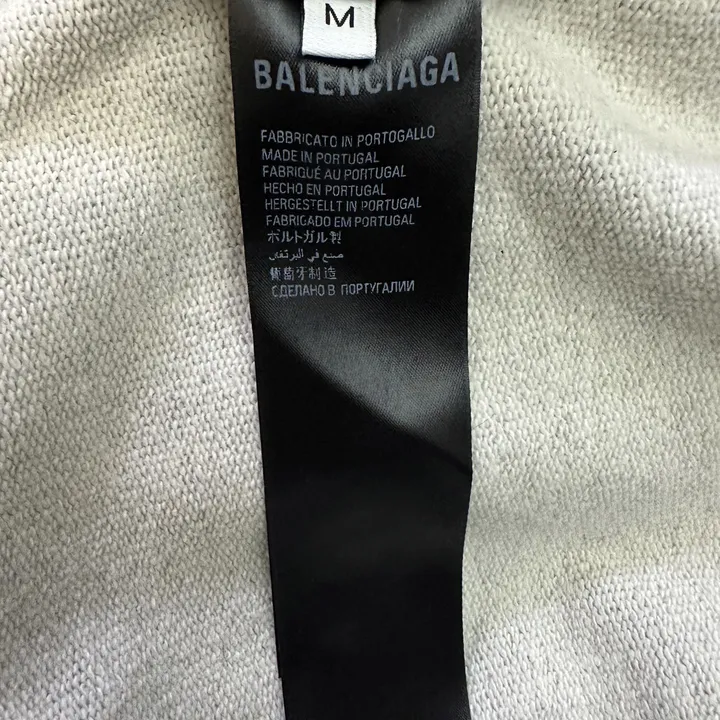 M
BALENCIAGA
FABBRICATO IN PORTOGALLO
MADE IN PORTUGAL
FABRIQUÉ AU PORTUGAL
HECHO EN PORTUGAL
HERGESTELLT IN PORTUGAL
FABRICADO EM PORTUGAL
ポルトガル製
صنع في البرتغال
葡萄牙制造
СДЕЛАНО В ПОРТУГАЛИИ